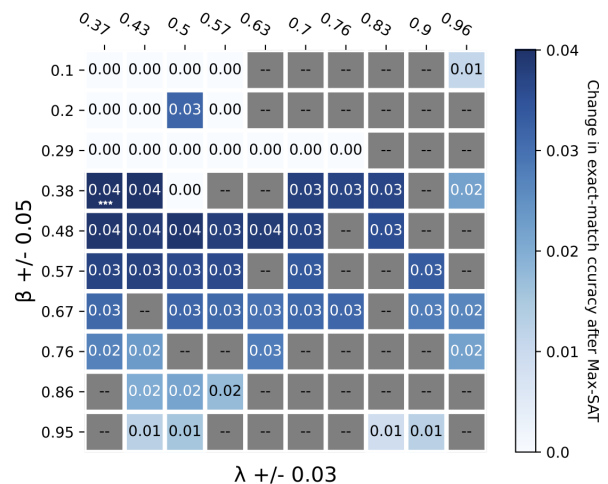 0.37 0.43 0.5 0.57 0.63 0.7 0.76 0.83 0.9 0.96
0.1 0.00 0.00 0.00 0.00 -- -- -- -- -- 0.01
0.2 0.00 0.00 0.03 0.00 -- -- -- -- -- --
0.29 0.00 0.00 0.00 0.00 0.00 0.00 0.00 -- -- --
0.38 0.04 0.04 0.00 -- -- 0.03 0.03 0.03 -- 0.02
***
0.48 0.04 0.04 0.04 0.03 0.04 0.03 -- 0.03 -- --
0.57 0.03 0.03 0.03 0.03 -- 0.03 -- -- 0.03 --
0.67 0.03 -- 0.03 0.03 0.03 0.03 0.03 -- 0.03 0.02
0.76 0.02 0.02 -- -- 0.03 -- -- -- -- 0.02
0.86 -- 0.02 0.02 0.02 -- -- -- -- -- --
0.95 -- 0.01 0.01 -- -- -- -- 0.01 0.01 --
β +/- 0.05
λ +/- 0.03
0.04
0.03
0.02
0.01
0.0
Change in exact-match ccuracy after Max-SAT